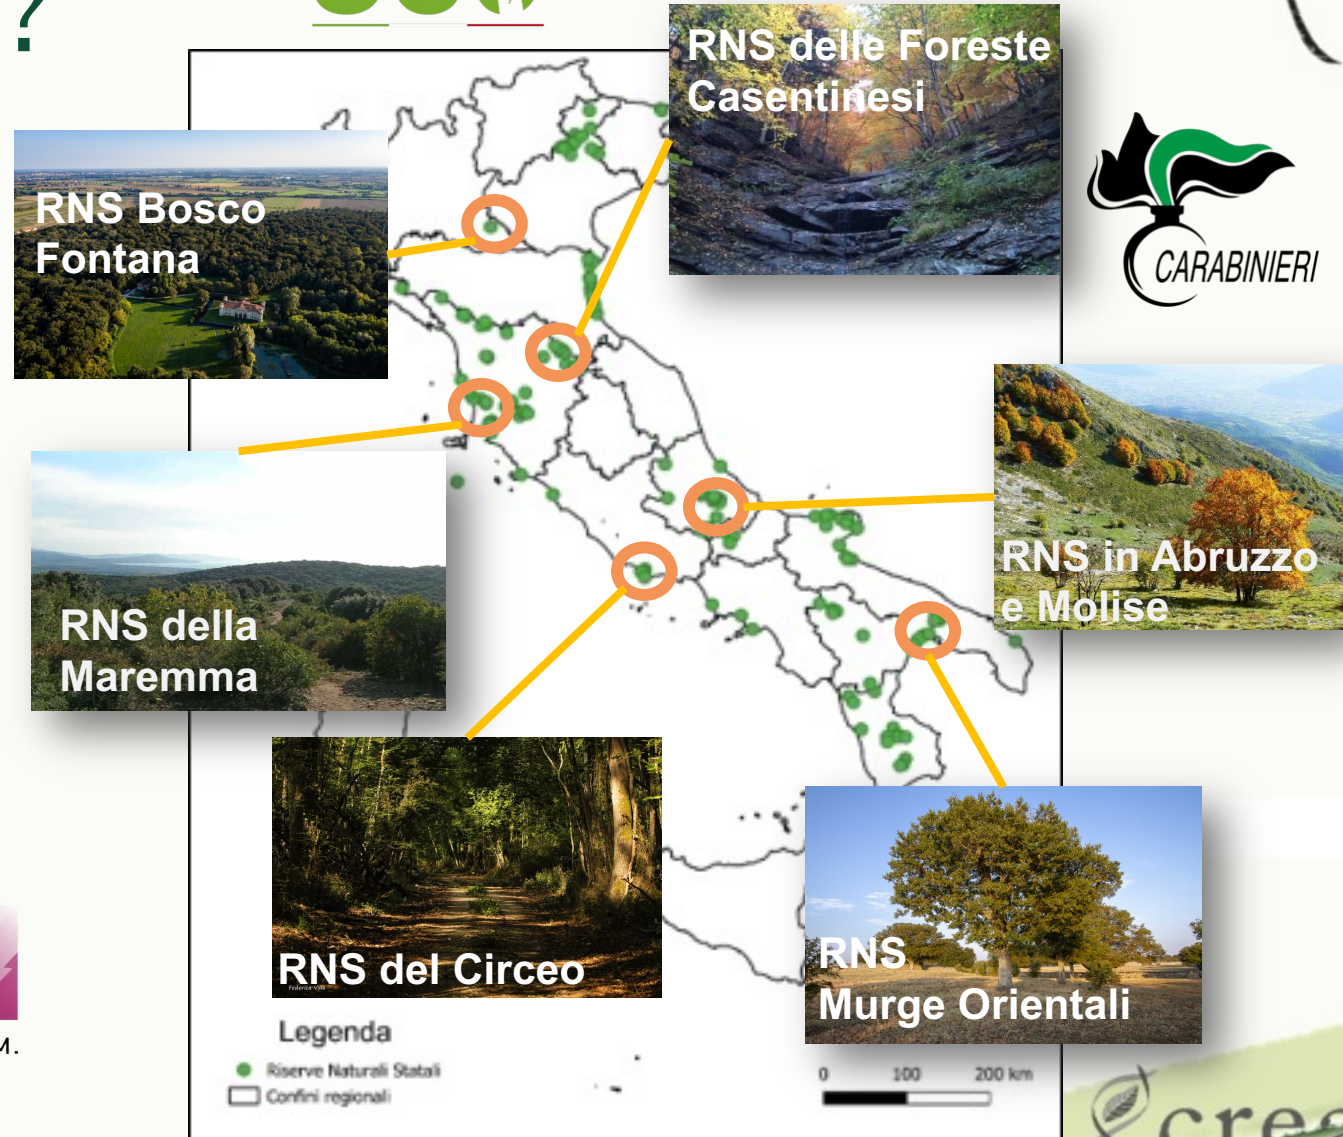 ?
RNS delle Foreste
Casentinesi
CARABINIERI
RNS Bosco
Fontana
RNS in Abruzzo
e Molise
RNS della
Maremma
RNS del Circeo
RNS
Murge Orientali
Legenda
Riserve Naturali Statali
Confini regionali
0 100 200 km
M.
crea